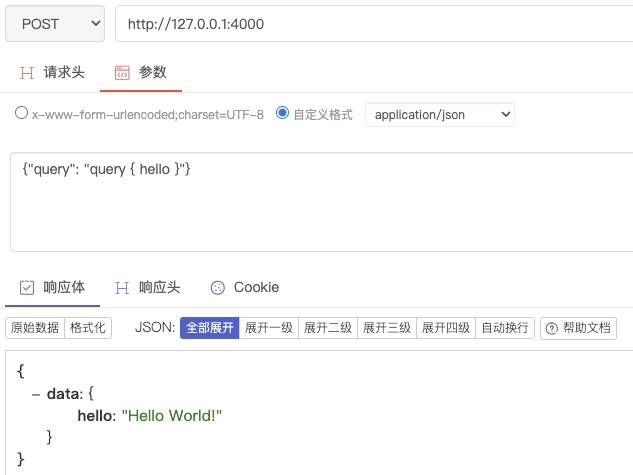 POST http://127.0.0.1:4000
请求头 参数
x-www-form-urlencoded;charset=UTF-8 自定义格式 application/json
{"query": "query { hello }"}
响应体 响应头 Cookie
原始数据 格式化 JSON: 全部展开 展开一级 展开二级 展开三级 展开四级 自动换行 帮助文档
{
– data: {
hello: "Hello World!"
}
}